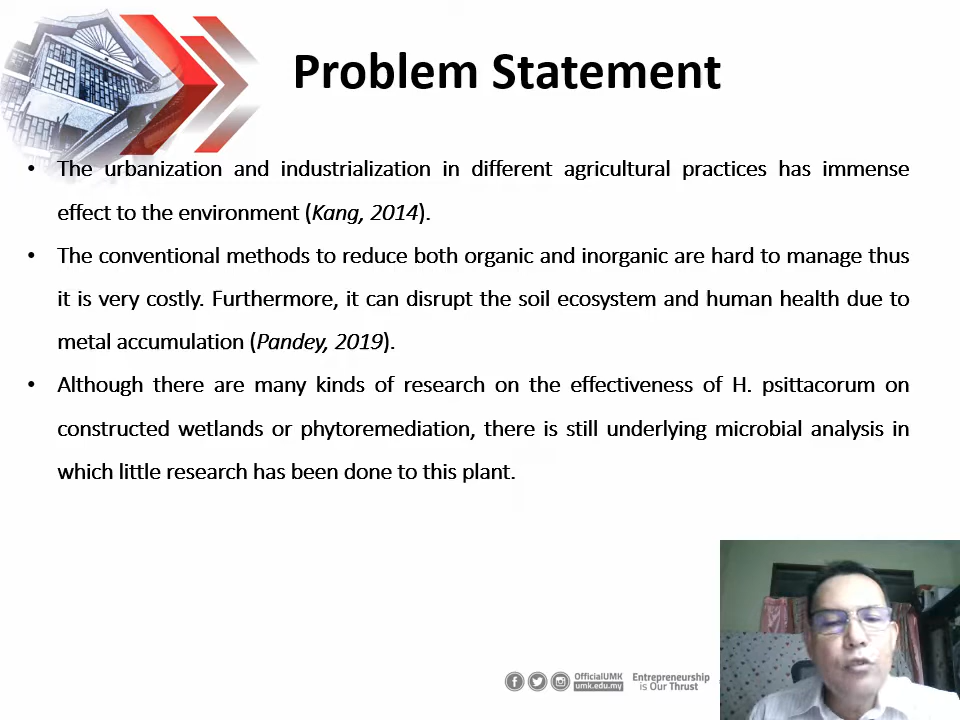 Problem Statement
• The urbanization and industrialization in different agricultural practices has immense
effect to the environment (Kang, 2014).
• The conventional methods to reduce both organic and inorganic are hard to manage thus
it is very costly. Furthermore, it can disrupt the soil ecosystem and human health due to
metal accumulation (Pandey, 2019).
• Although there are many kinds of research on the effectiveness of H. psittacorum on
constructed wetlands or phytoremediation, there is still underlying microbial analysis in
which little research has been done to this plant.
OfficialUMK
umk.edu.my
Entrepreneurship
is Our Thrust